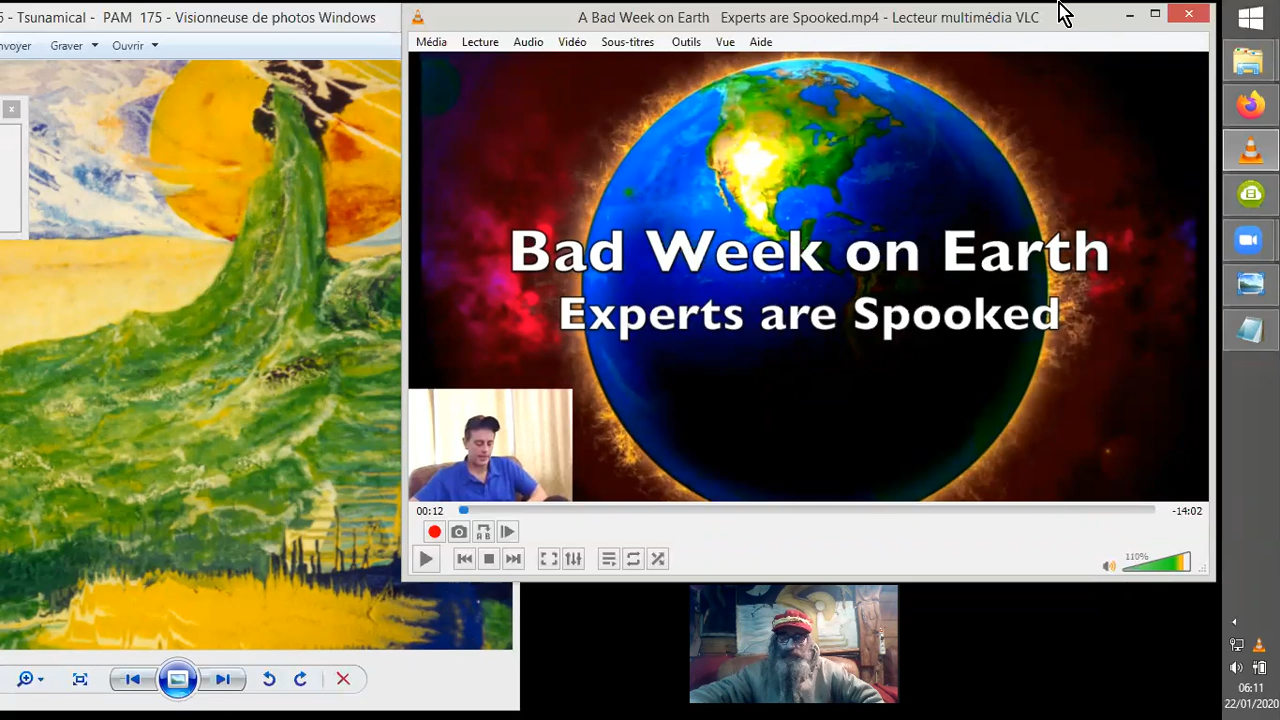 - Tsunamical - PAM 175 - Visionneuse de photos Windows
nvoyer Graver Ouvrir
A Bad Week on Earth Experts are Spooked.mp4 - Lecteur multimédia VLC
Média Lecture Audio Vidéo Sous-titres Outils Vue Aide
Bad Week on Earth
Experts are Spooked
00:12
-14:02
A B
110%
06:11
22/01/2020